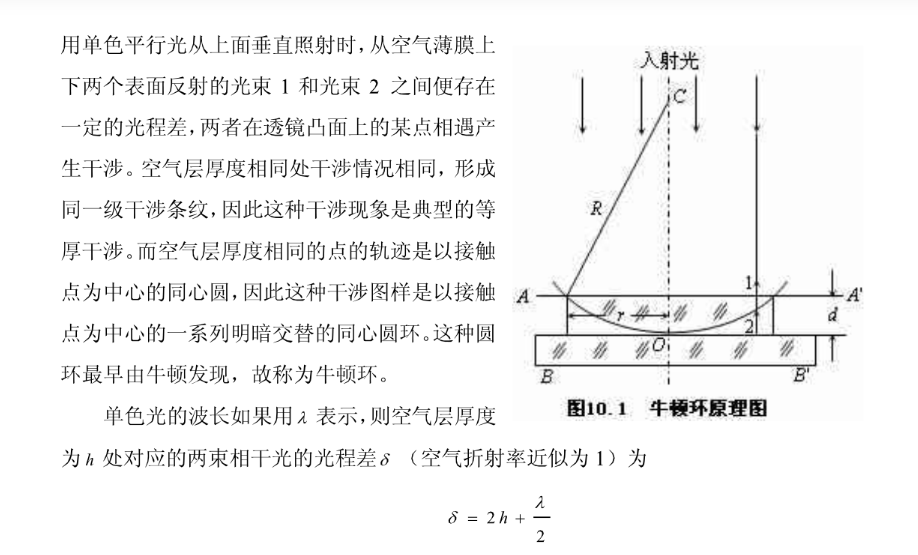 用单色平行光从上面垂直照射时，从空气薄膜上
下两个表面反射的光束 1 和光束 2 之间便存在
一定的光程差，两者在透镜凸面上的某点相遇产
生干涉。空气层厚度相同处干涉情况相同，形成
同一级干涉条纹，因此这种干涉现象是典型的等
厚干涉。而空气层厚度相同的点的轨迹是以接触
点为中心的同心圆，因此这种干涉图样是以接触
点为中心的一系列明暗交替的同心圆环。这种圆
环最早由牛顿发现，故称为牛顿环。
入射光
C
R
A
r
1
A'
d
2
O
B
B'
图10.1 牛顿环原理图
单色光的波长如果用 λ 表示，则空气层厚度
为 h 处对应的两束相干光的光程差 δ （空气折射率近似为 1）为
δ = 2h + λ/2